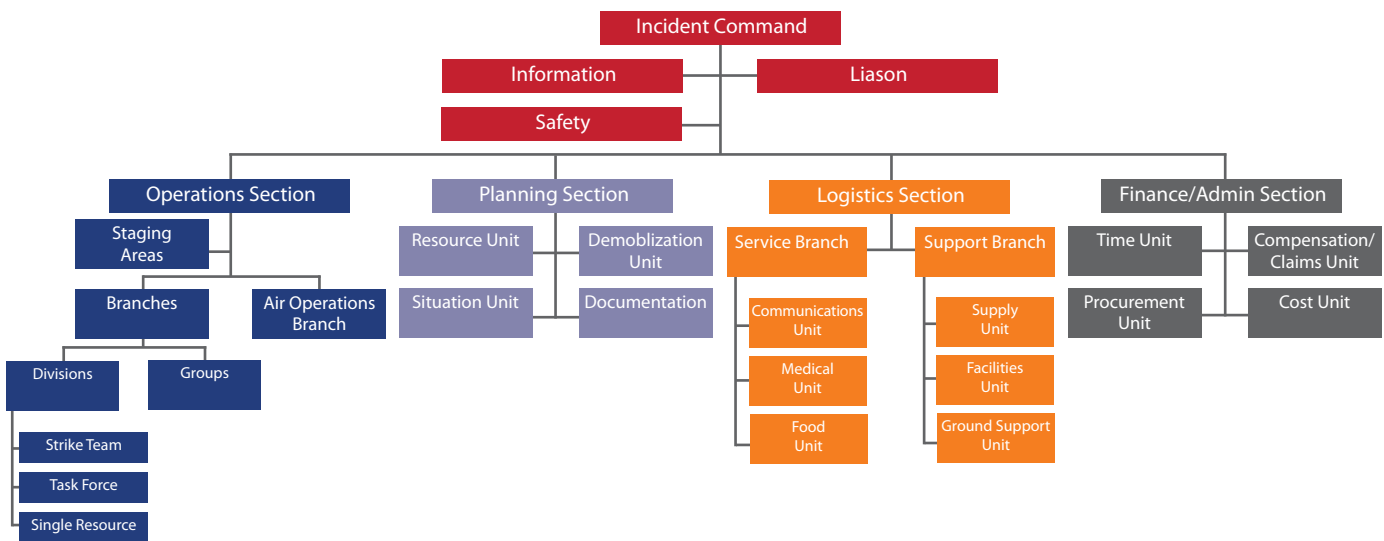 Incident Command
Information
Liason
Safety
Operations Section
Planning Section
Logistics Section
Finance/Admin Section
Staging
Areas
Branches
Air Operations
Branch
Divisions
Groups
Strike Team
Task Force
Single Resource
Resource Unit
Demoblization
Unit
Situation Unit
Documentation
Service Branch
Support Branch
Communications
Unit
Medical
Unit
Food
Unit
Supply
Unit
Facilities
Unit
Ground Support
Unit
Time Unit
Compensation/
Claims Unit
Procurement
Unit
Cost Unit